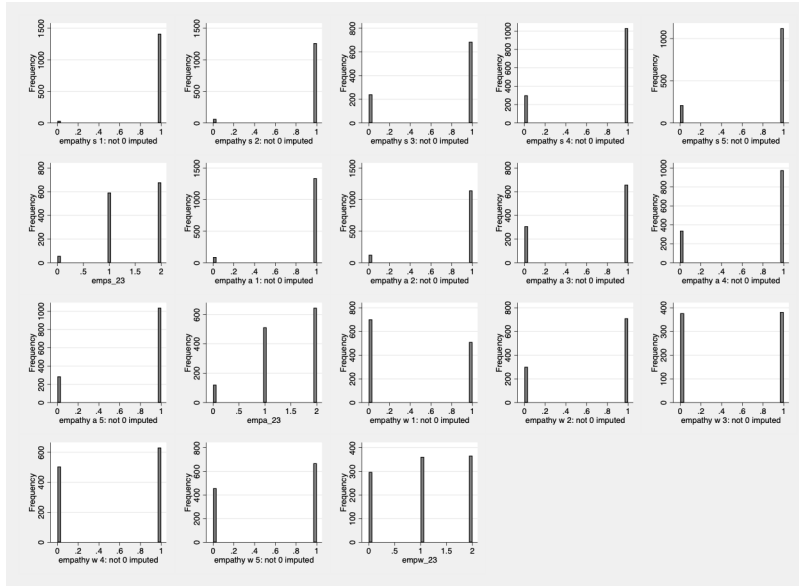 Frequency
0 500 1000 1500
0 .2 .4 .6 .8 1
empathy s 1: not 0 imputed
Frequency
0 500 1000 1500
0 .2 .4 .6 .8 1
empathy s 2: not 0 imputed
Frequency
0 200 400 600 800
0 .2 .4 .6 .8 1
empathy s 3: not 0 imputed
Frequency
0 200 400 600 800 1000
0 .2 .4 .6 .8 1
empathy s 4: not 0 imputed
Frequency
0 500 1000
0 .2 .4 .6 .8 1
empathy s 5: not 0 imputed
Frequency
0 200 400 600 800
0 .5 1 1.5 2
emps_23
Frequency
0 500 1000 1500
0 .2 .4 .6 .8 1
empathy a 1: not 0 imputed
Frequency
0 500 1000 1500
0 .2 .4 .6 .8 1
empathy a 2: not 0 imputed
Frequency
0 200 400 600 800
0 .2 .4 .6 .8 1
empathy a 3: not 0 imputed
Frequency
0 200 400 600 800 1000
0 .2 .4 .6 .8 1
empathy a 4: not 0 imputed
Frequency
0 200 400 600 800 1000
0 .2 .4 .6 .8 1
empathy a 5: not 0 imputed
Frequency
0 200 400 600
0 .5 1 1.5 2
empa_23
Frequency
0 200 400 600 800
0 .2 .4 .6 .8 1
empathy w 1: not 0 imputed
Frequency
0 200 400 600 800
0 .2 .4 .6 .8 1
empathy w 2: not 0 imputed
Frequency
0 100 200 300 400
0 .2 .4 .6 .8 1
empathy w 3: not 0 imputed
Frequency
0 200 400 600
0 .2 .4 .6 .8 1
empathy w 4: not 0 imputed
Frequency
0 200 400 600 800
0 .2 .4 .6 .8 1
empathy w 5: not 0 imputed
Frequency
0 100 200 300 400
0 .5 1 1.5 2
empw_23